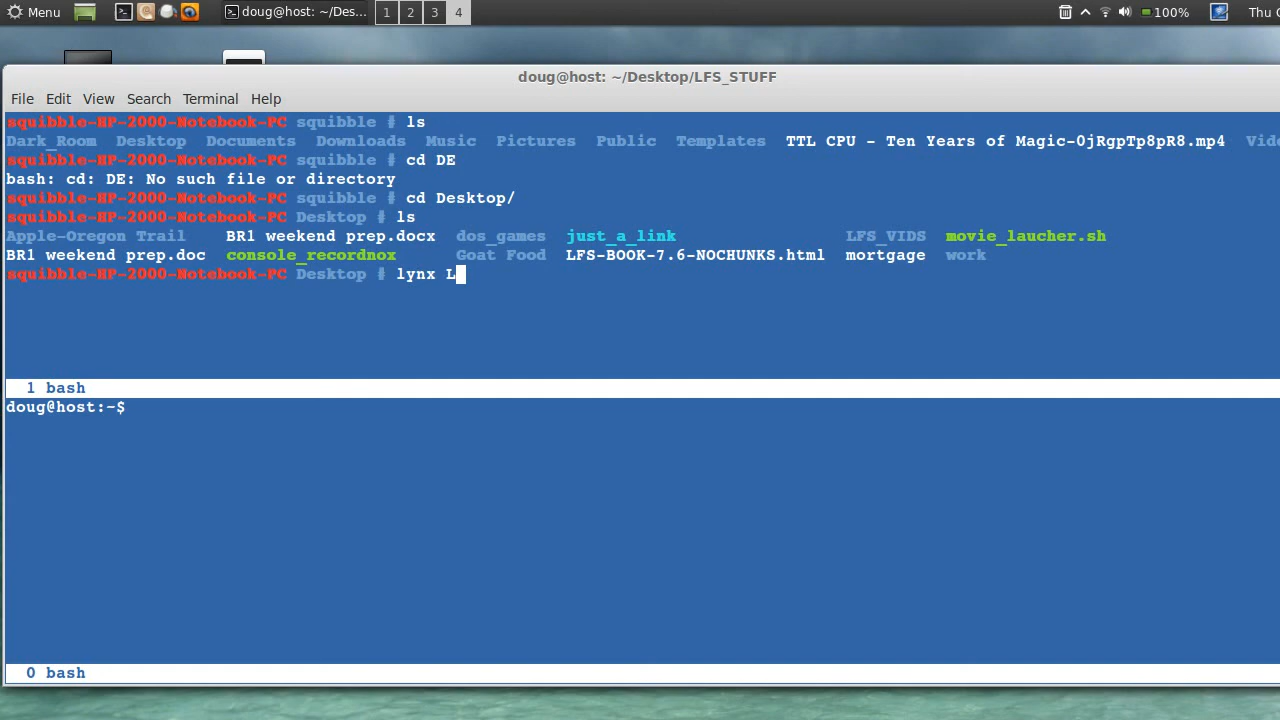 Menu doug@host: ~/Des... 1 2 3 4 100% Thu
doug@host: ~/Desktop/LFS_STUFF
File Edit View Search Terminal Help
squibble-HP-2000-Notebook-PC squibble # ls
Dark_Room Desktop Documents Downloads Music Pictures Public Templates TTL CPU - Ten Years of Magic-0jRgpTp8pR8.mp4 Vide
squibble-HP-2000-Notebook-PC squibble # cd DE
bash: cd: DE: No such file or directory
squibble-HP-2000-Notebook-PC squibble # cd Desktop/
squibble-HP-2000-Notebook-PC Desktop # ls
Apple-Oregon Trail BR1 weekend prep.docx dos_games just_a_link LFS_VIDS movie_laucher.sh
BR1 weekend prep.doc console_recordnox Goat Food LFS-BOOK-7.6-NOCHUNKS.html mortgage work
squibble-HP-2000-Notebook-PC Desktop # lynx L
1 bash
doug@host:~$
0 bash